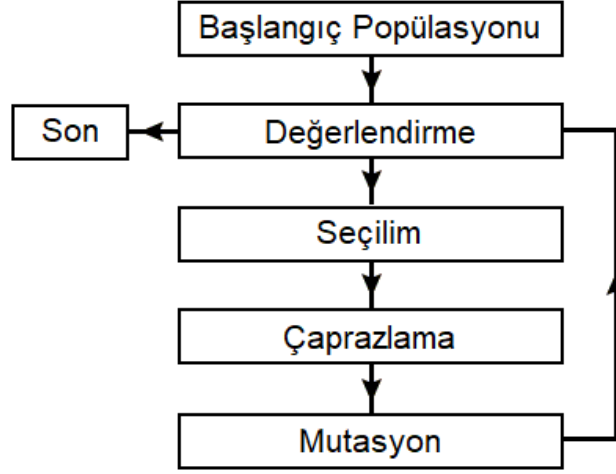 Başlangıç Popülasyonu
Son
Değerlendirme
Seçilim
Çaprazlama
Mutasyon